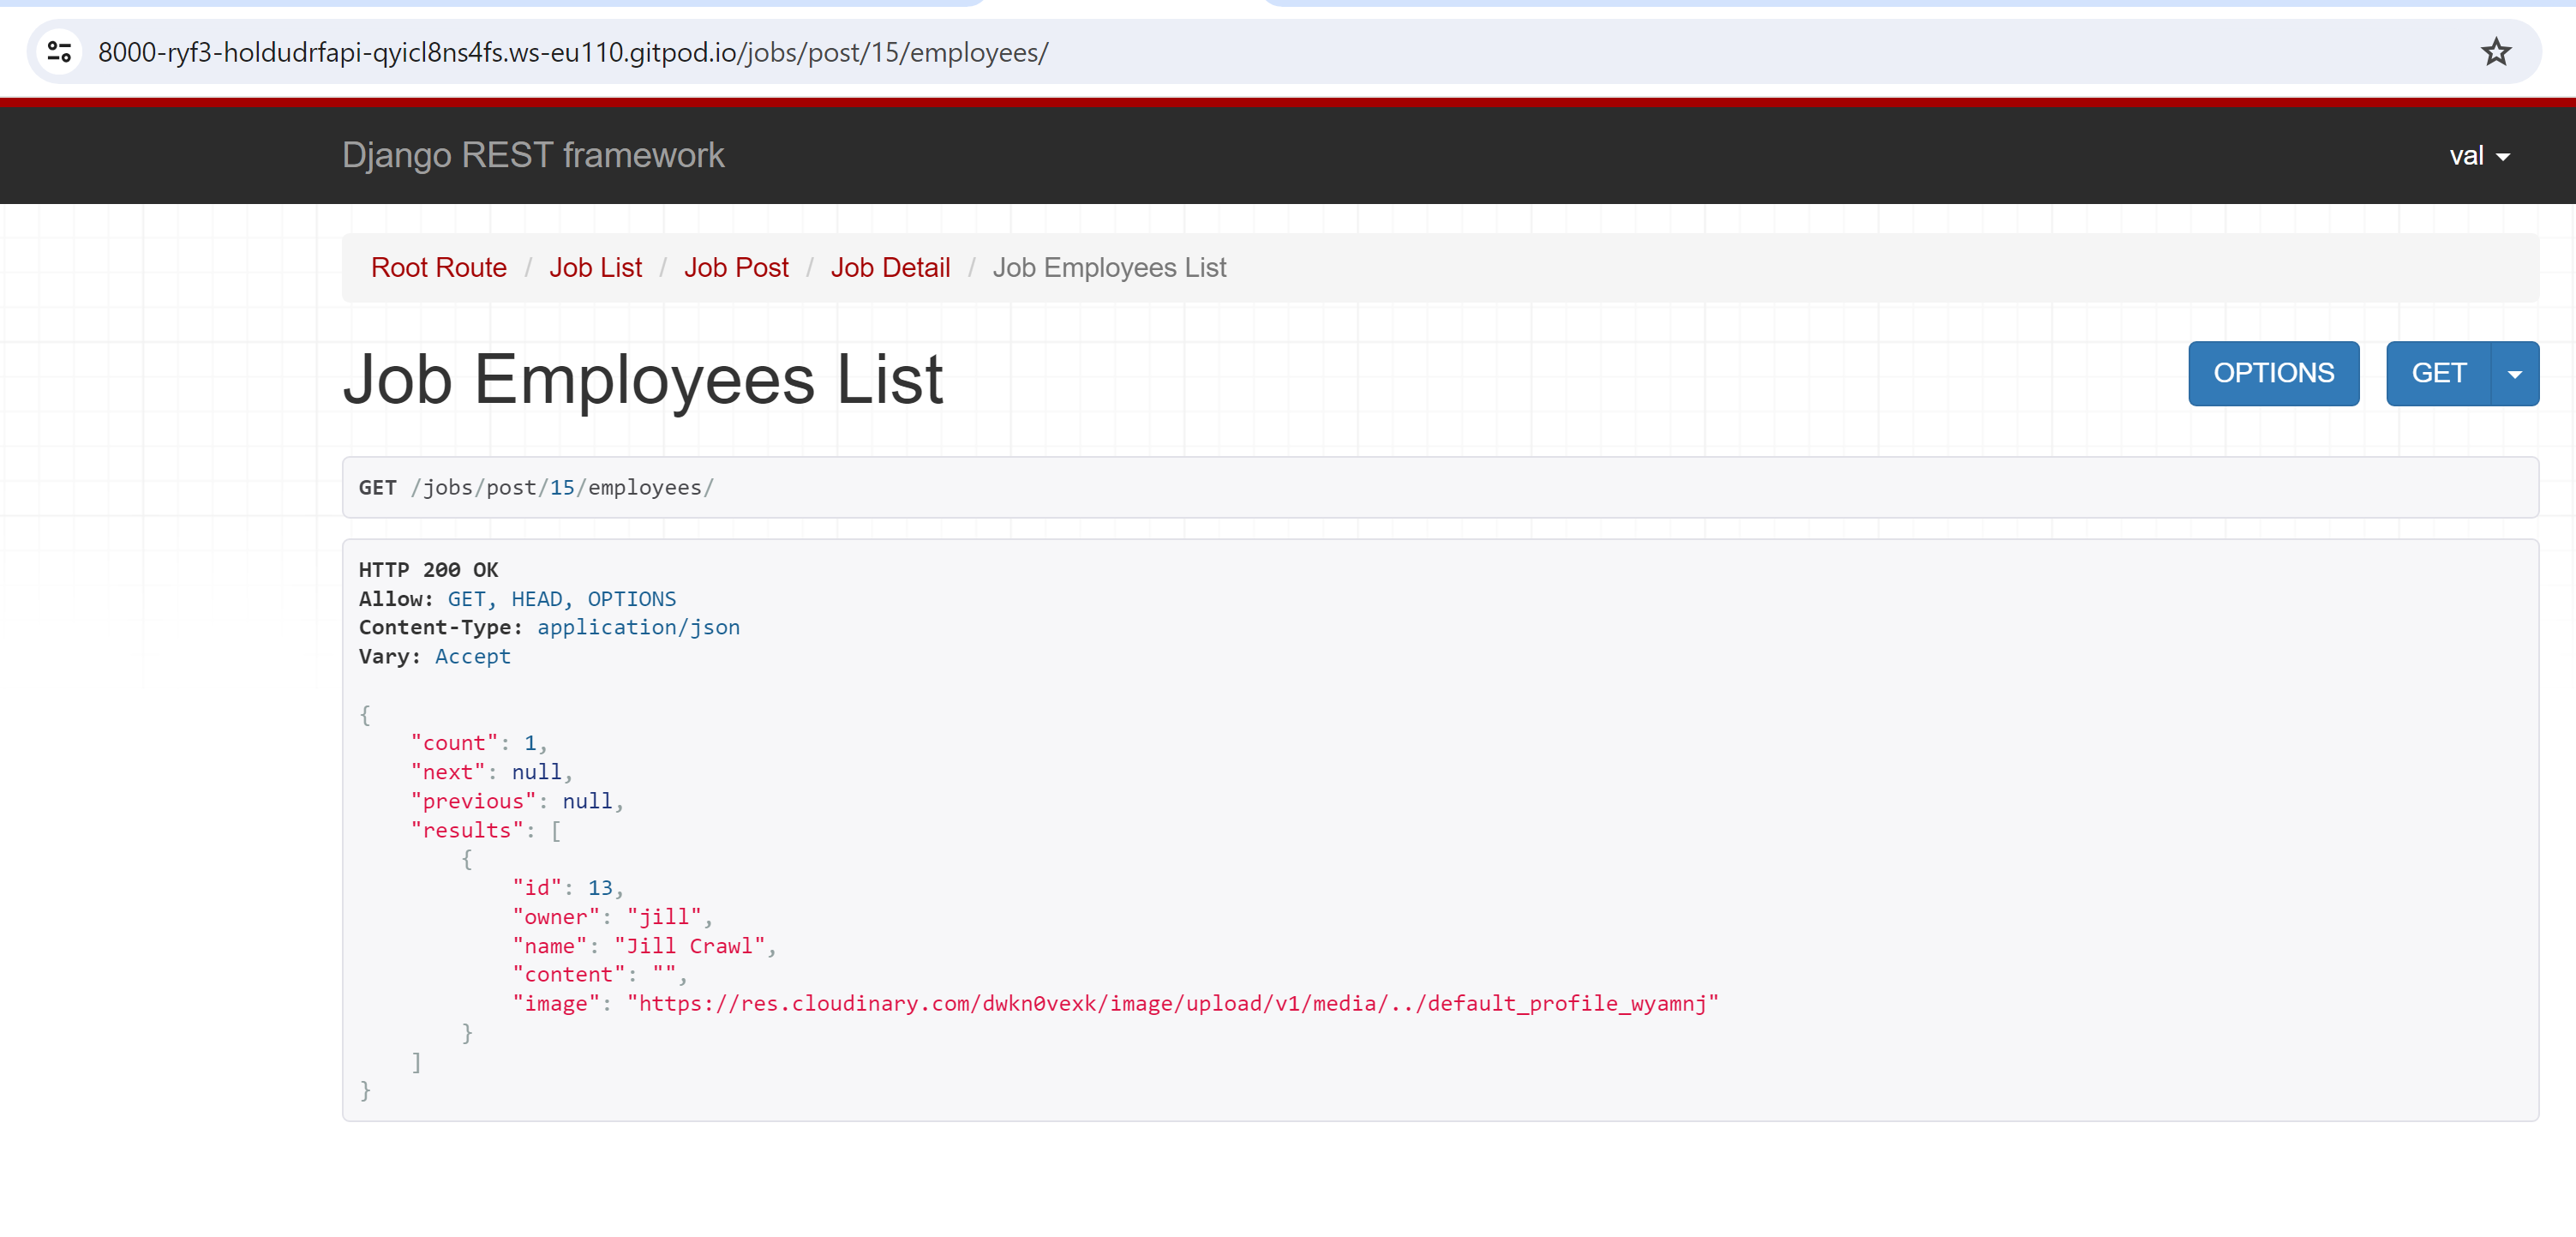 8000-ryf3-holdudrfapi-qyicl8ns4fs.ws-eu110.gitpod.io/jobs/post/15/employees/
Django REST framework
val
Root Route / Job List / Job Post / Job Detail / Job Employees List
Job Employees List
OPTIONS
GET
GET /jobs/post/15/employees/
HTTP 200 OK
Allow: GET, HEAD, OPTIONS
Content-Type: application/json
Vary: Accept
{
"count": 1,
"next": null,
"previous": null,
"results": [
{
"id": 13,
"owner": "jill",
"name": "Jill Crawl",
"content": "",
"image": "https://res.cloudinary.com/dwkn0vexk/image/upload/v1/media/../default_profile_wyamnj"
}
]
}